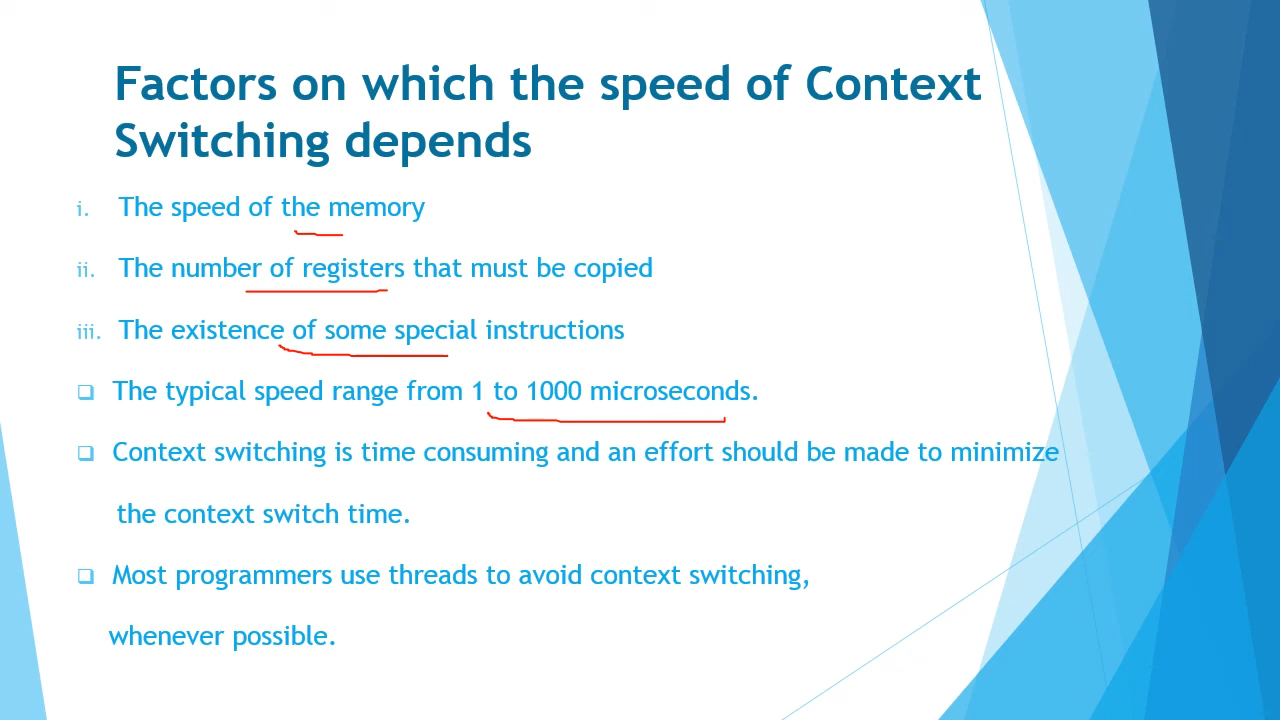 Factors on which the speed of Context
Switching depends
i. The speed of the memory
ii. The number of registers that must be copied
iii. The existence of some special instructions
❑ The typical speed range from 1 to 1000 microseconds.
❑ Context switching is time consuming and an effort should be made to minimize
the context switch time.
❑ Most programmers use threads to avoid context switching,
whenever possible.